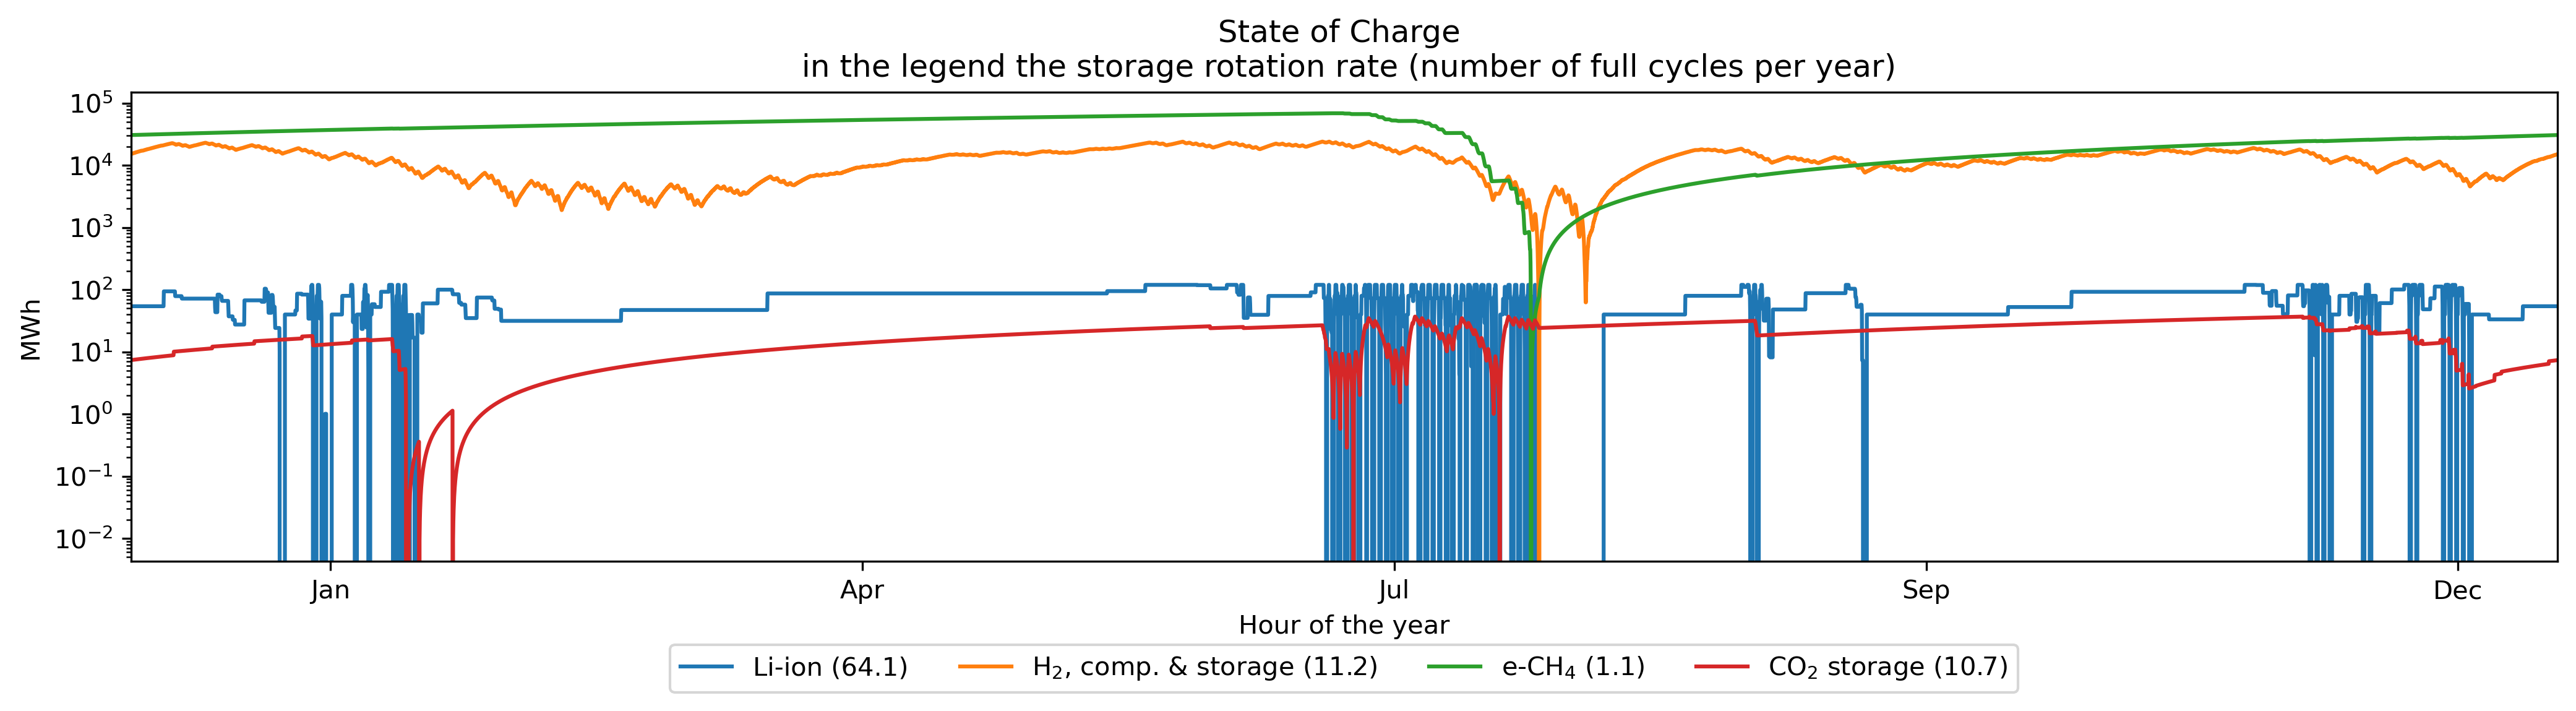 State of Charge
in the legend the storage rotation rate (number of full cycles per year)
MWh
10⁵
10⁴
10³
10²
10¹
10⁰
10⁻¹
10⁻²
Jan Apr Jul Sep Dec
Hour of the year
Li-ion (64.1) H₂, comp. & storage (11.2) e-CH₄ (1.1) CO₂ storage (10.7)